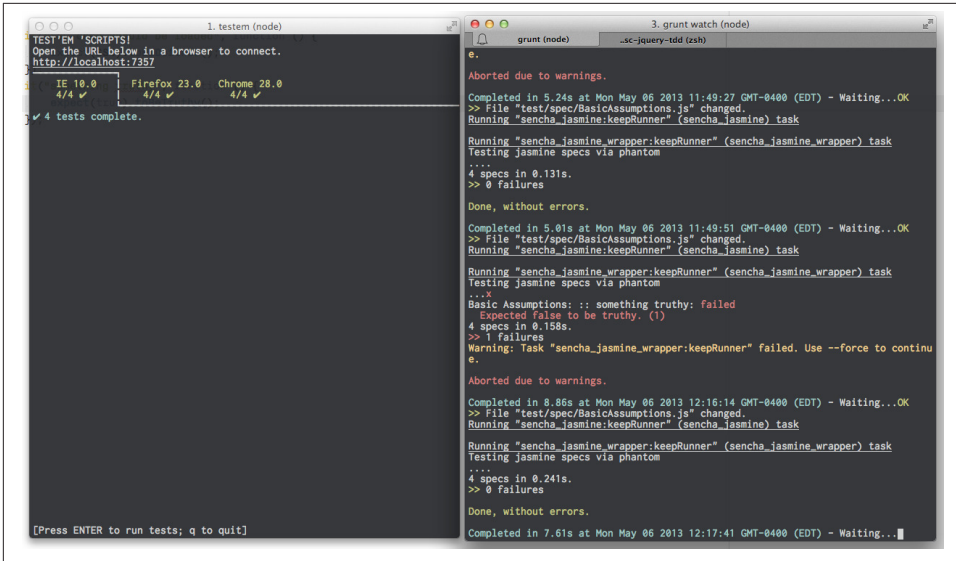 1. testem (node)
TEST'EM 'SCRIPTS!
Open the URL below in a browser to connect.
http://localhost:7357
IE 10.0 Firefox 23.0 Chrome 28.0
4/4 ✔ 4/4 ✔ 4/4 ✔
✔ 4 tests complete.
[Press ENTER to run tests; q to quit]
3. grunt watch (node)
grunt (node) ..sc-jquery-tdd (zsh)
e.
Aborted due to warnings.
Completed in 5.24s at Mon May 06 2013 11:49:27 GMT-0400 (EDT) - Waiting...OK
>> File "test/spec/BasicAssumptions.js" changed.
Running "sencha_jasmine:keepRunner" (sencha_jasmine) task
Running "sencha_jasmine_wrapper:keepRunner" (sencha_jasmine_wrapper) task
Testing jasmine specs via phantom
....
4 specs in 0.131s.
>> 0 failures
Done, without errors.
Completed in 5.01s at Mon May 06 2013 11:49:51 GMT-0400 (EDT) - Waiting...OK
>> File "test/spec/BasicAssumptions.js" changed.
Running "sencha_jasmine:keepRunner" (sencha_jasmine) task
Running "sencha_jasmine_wrapper:keepRunner" (sencha_jasmine_wrapper) task
Testing jasmine specs via phantom
...x
Basic Assumptions: :: something truthy: failed
Expected false to be truthy. (1)
4 specs in 0.158s.
>> 1 failures
Warning: Task "sencha_jasmine_wrapper:keepRunner" failed. Use --force to continu
e.
Aborted due to warnings.
Completed in 8.86s at Mon May 06 2013 12:16:14 GMT-0400 (EDT) - Waiting...OK
>> File "test/spec/BasicAssumptions.js" changed.
Running "sencha_jasmine:keepRunner" (sencha_jasmine) task
Running "sencha_jasmine_wrapper:keepRunner" (sencha_jasmine_wrapper) task
Testing jasmine specs via phantom
....
4 specs in 0.241s.
>> 0 failures
Done, without errors.
Completed in 7.61s at Mon May 06 2013 12:17:41 GMT-0400 (EDT) - Waiting...